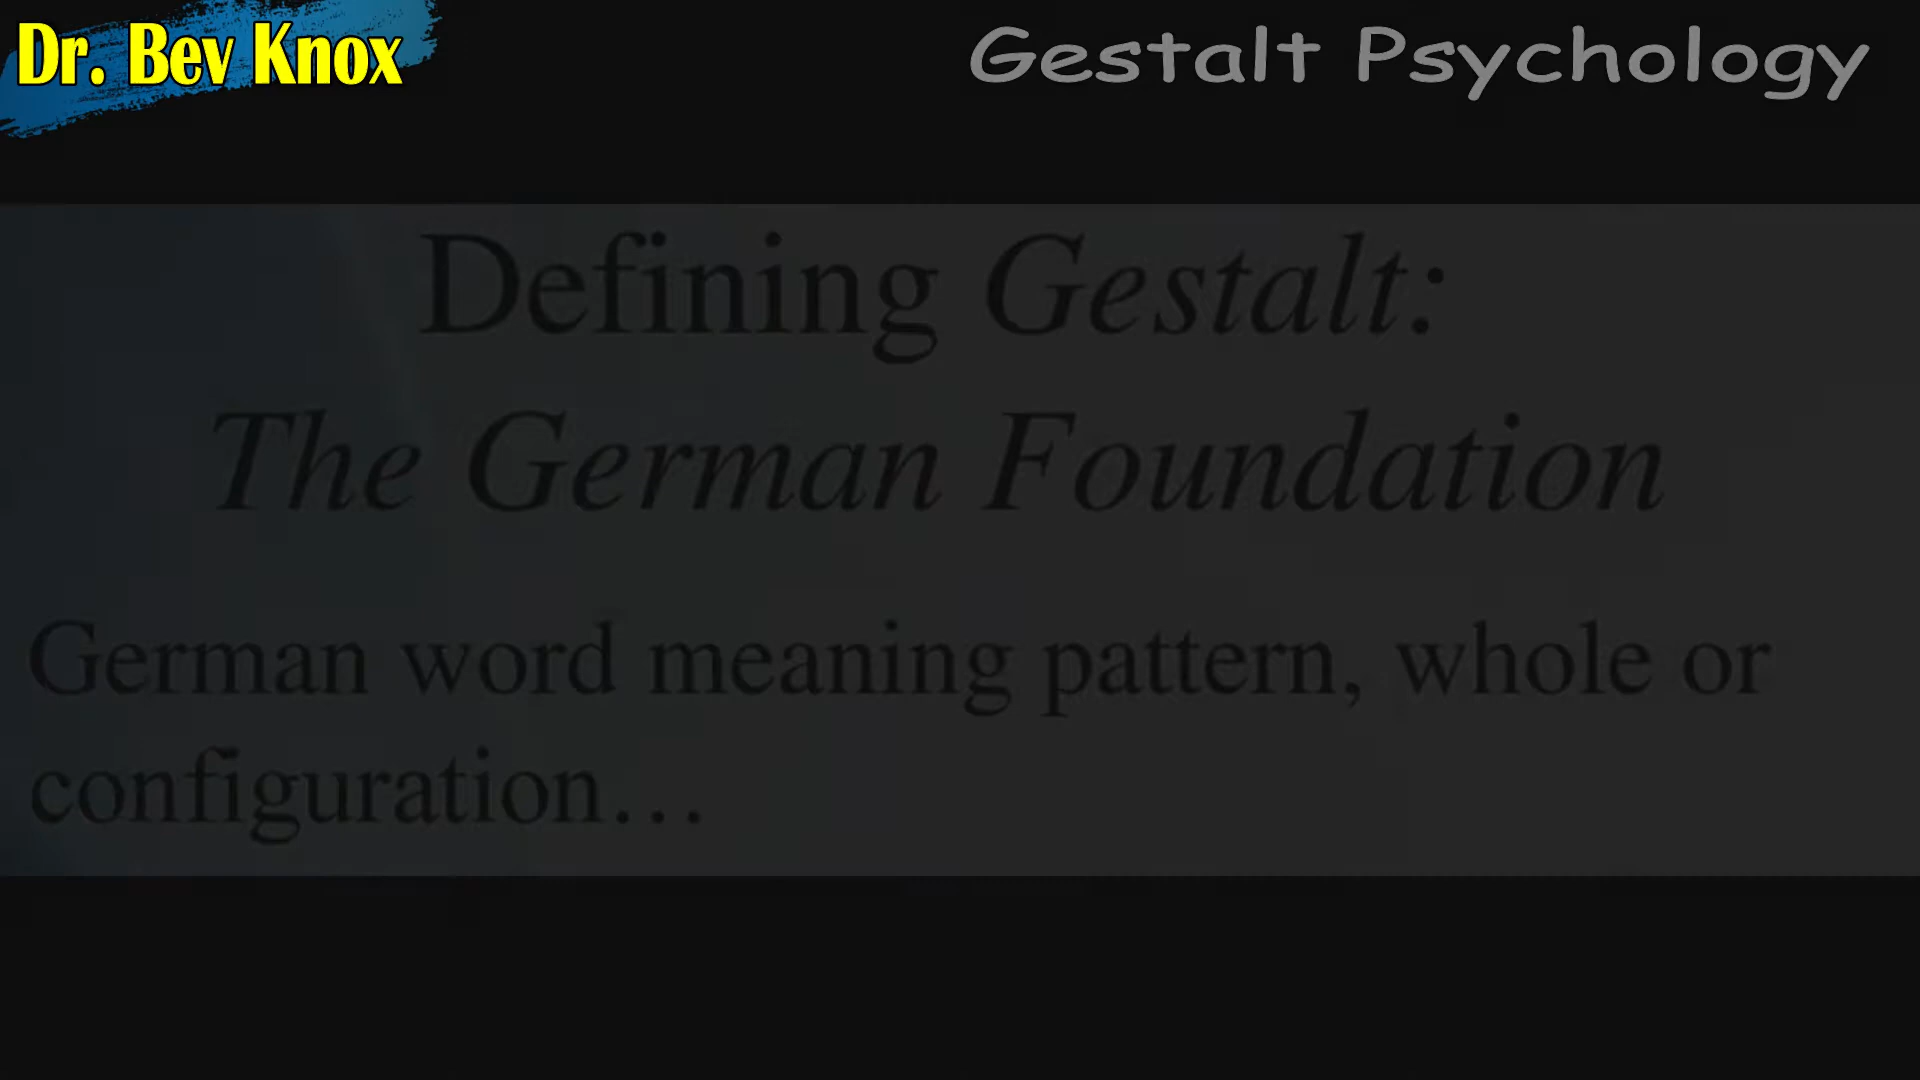 Dr. Bev Knox
Gestalt Psychology
Defining Gestalt:
The German Foundation
German word meaning pattern, whole or
configuration…